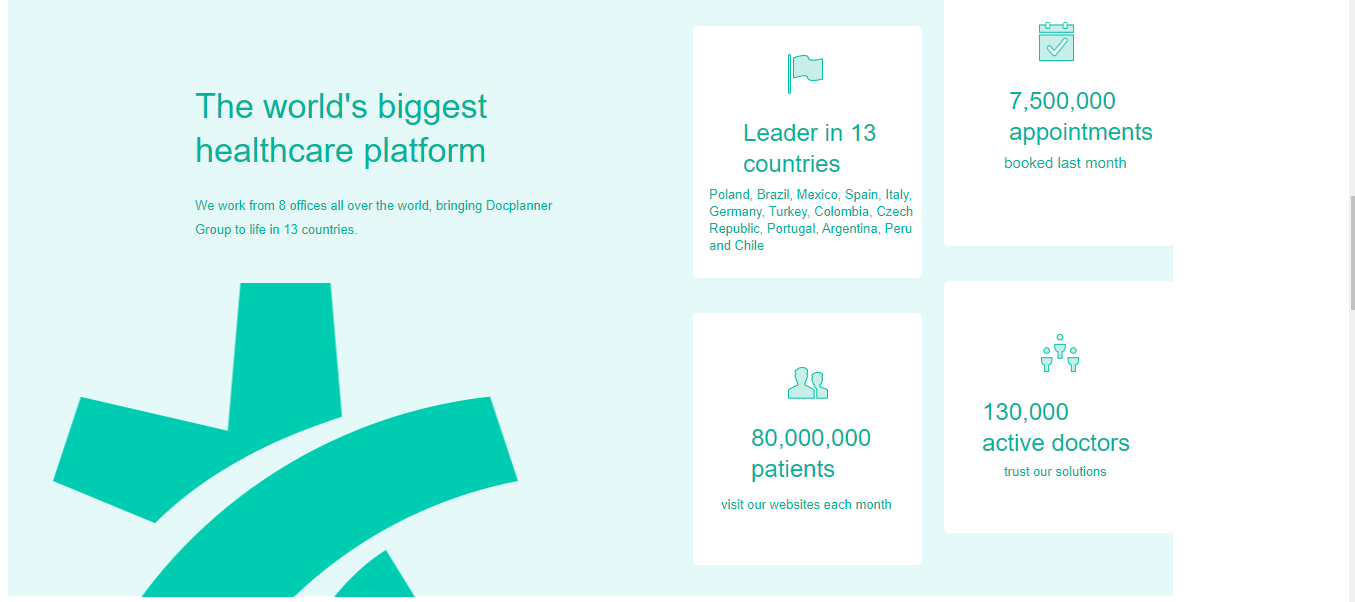 The world's biggest
healthcare platform
We work from 8 offices all over the world, bringing Docplanner
Group to life in 13 countries.
Leader in 13
countries
Poland, Brazil, Mexico, Spain, Italy,
Germany, Turkey, Colombia, Czech
Republic, Portugal, Argentina, Peru
and Chile
80,000,000
patients
visit our websites each month
7,500,000
appointments
booked last month
130,000
active doctors
trust our solutions